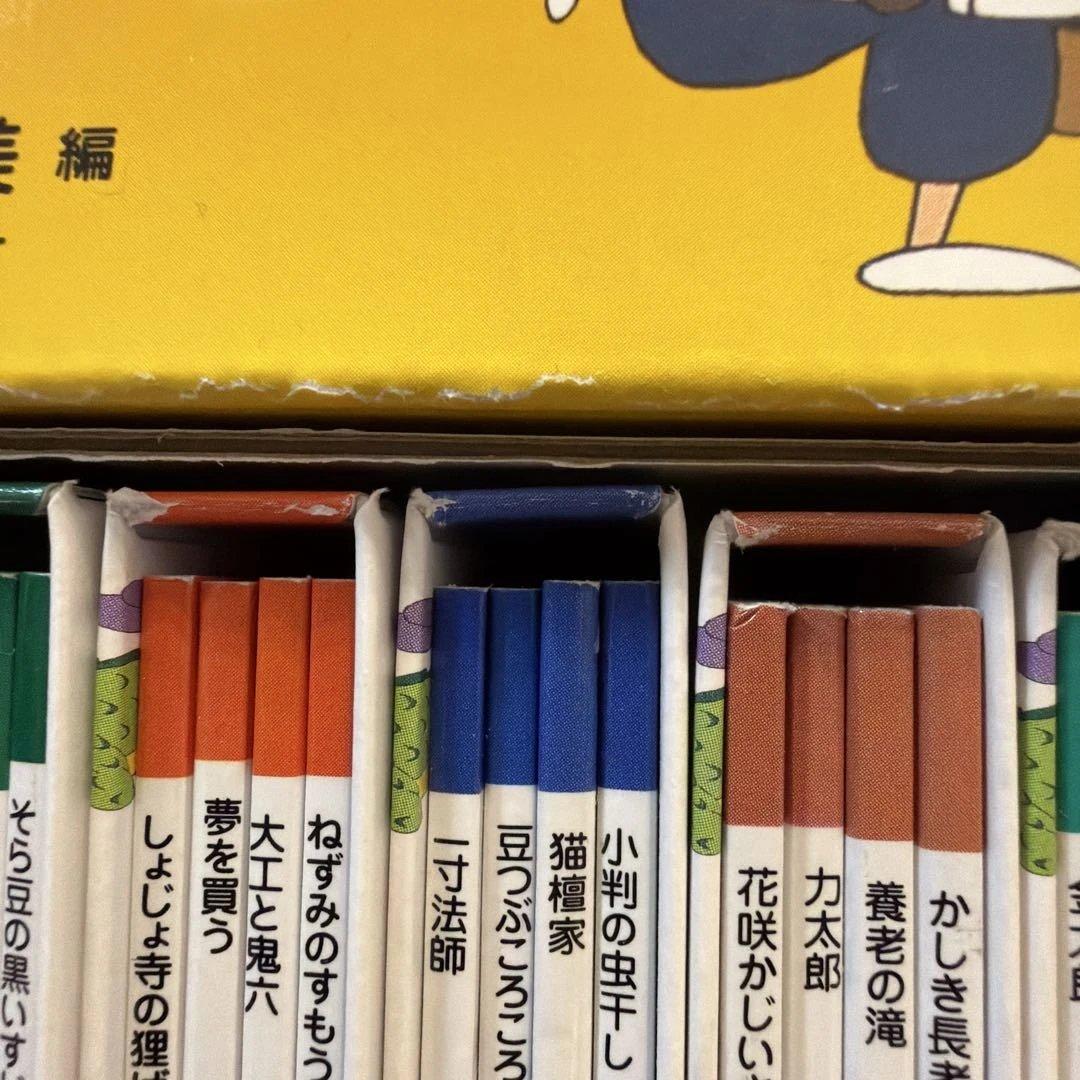 編
そら豆の黒いす
しょじょ寺の狸ば
夢を買う
大工と鬼六
ねずみのすもう
一寸法師
豆つぶころころ
猫檀家
小判の虫干し
花咲かじい
力太郎
養老の滝
かしき長者